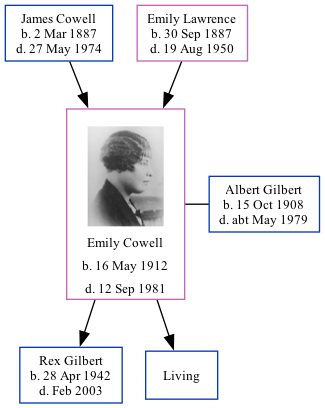 James Cowell
b. 2 Mar 1887
d. 27 May 1974
Emily Lawrence
b. 30 Sep 1887
d. 19 Aug 1950
Emily Cowell
b. 16 May 1912
d. 12 Sep 1981
Albert Gilbert
b. 15 Oct 1908
d. abt May 1979
Rex Gilbert
b. 28 Apr 1942
d. Feb 2003
Living